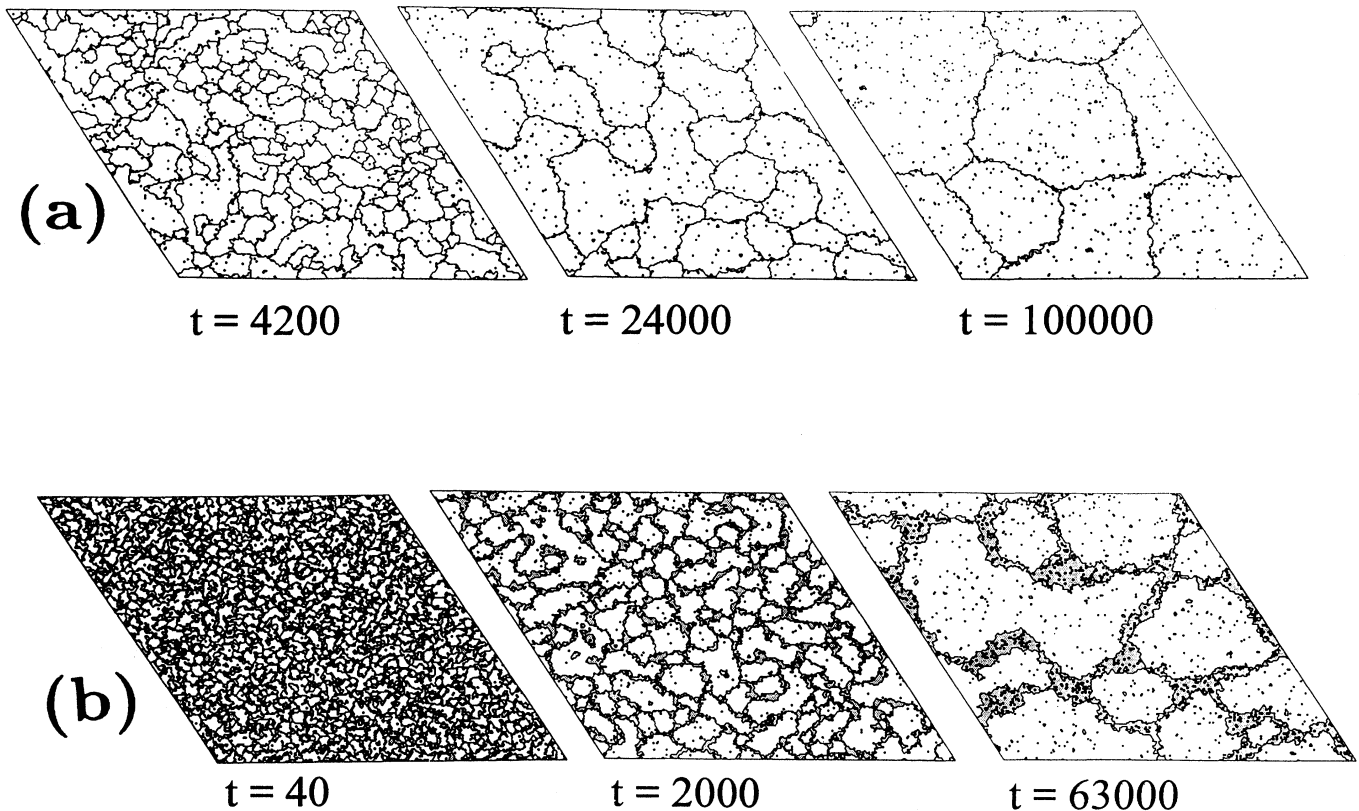 (a)
t = 4200
t = 24000
t = 100000
(b)
t = 40
t = 2000
t = 63000